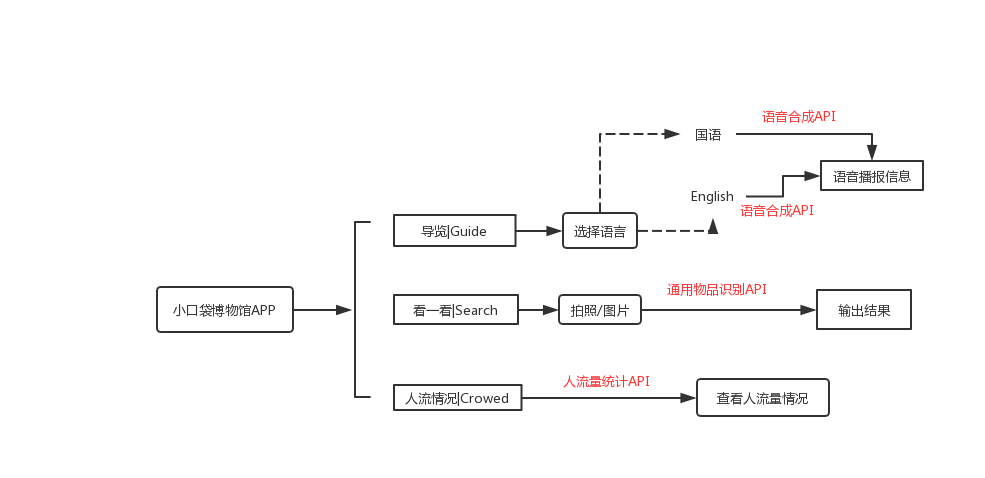 语音合成API
国语
语音播报信息
English
语音合成API
导览|Guide
选择语言
通用物品识别API
小口袋博物馆APP
看一看|Search
拍照/图片
输出结果
人流量统计API
人流情况|Crowed
查看人流量情况